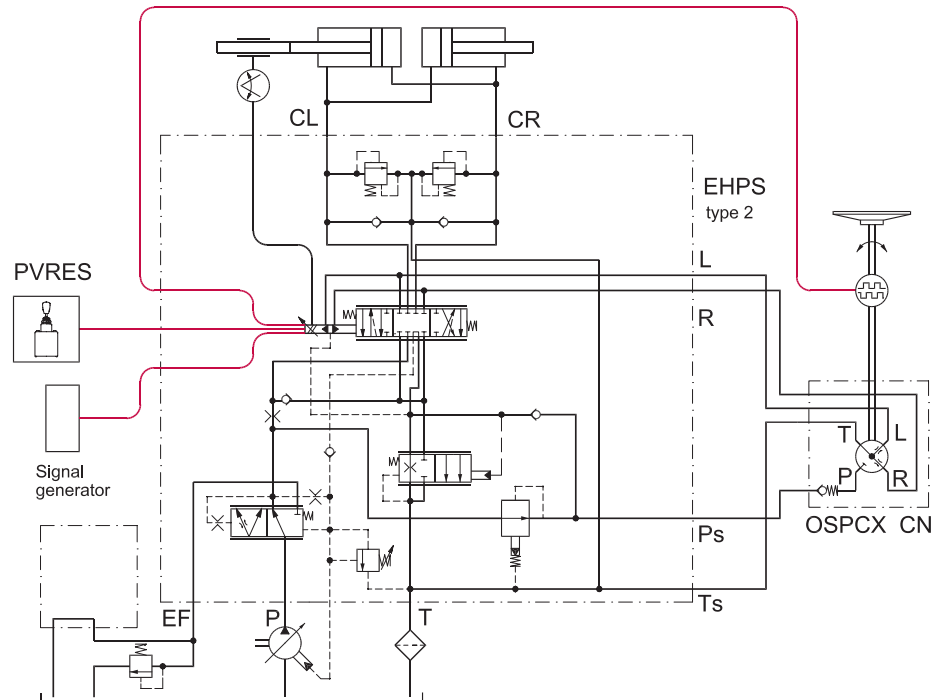 CL
CR
EHPS
type 2
PVRES
L
R
T
L
P
R
Signal
generator
OSPCX CN
Ps
Ts
EF
P
T